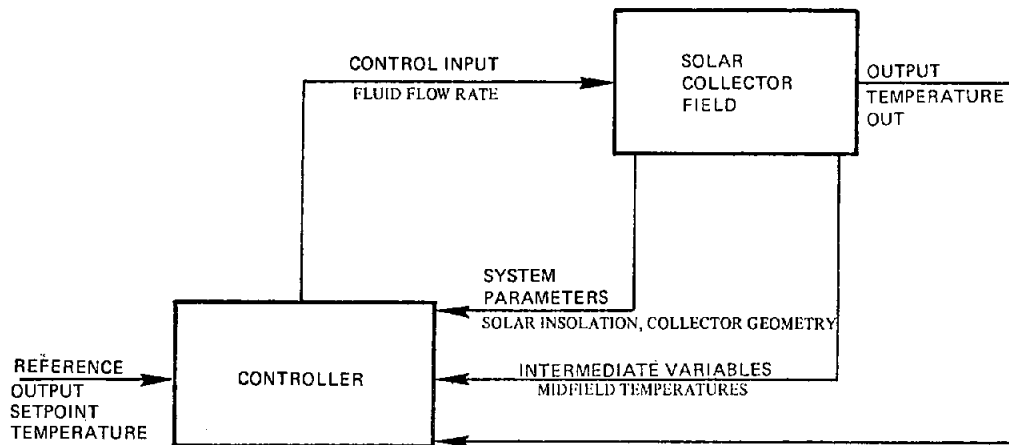 CONTROL INPUT
FLUID FLOW RATE
SOLAR
COLLECTOR
FIELD
OUTPUT
TEMPERATURE
OUT
SYSTEM
PARAMETERS
SOLAR INSOLATION, COLLECTOR GEOMETRY
REFERENCE
OUTPUT
SETPOINT
TEMPERATURE
CONTROLLER
INTERMEDIATE VARIABLES
MIDFIELD TEMPERATURES